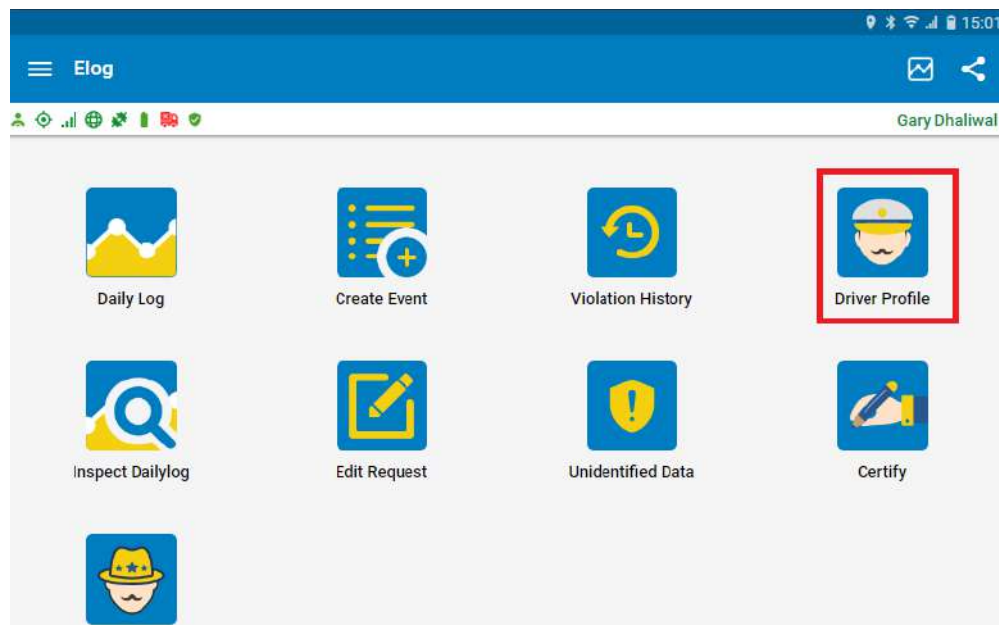 15:01
Elog
Gary Dhaliwal
Daily Log
Create Event
Violation History
Driver Profile
Inspect Dailylog
Edit Request
Unidentified Data
Certify